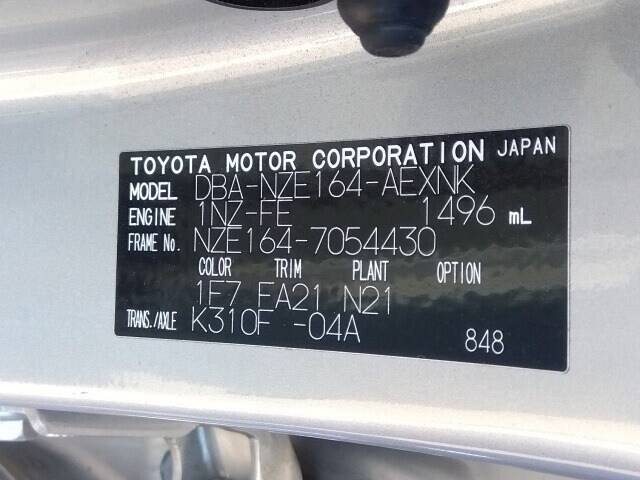 TOYOTA MOTOR CORPORATION JAPAN
MODEL DBA-NZE164-AEXNK
ENGINE 1NZ-FE 1496 mL
FRAME No. NZE164-7054430
COLOR TRIM PLANT OPTION
1F7 FA21 N21
TRANS./AXLE K310F -04A
848